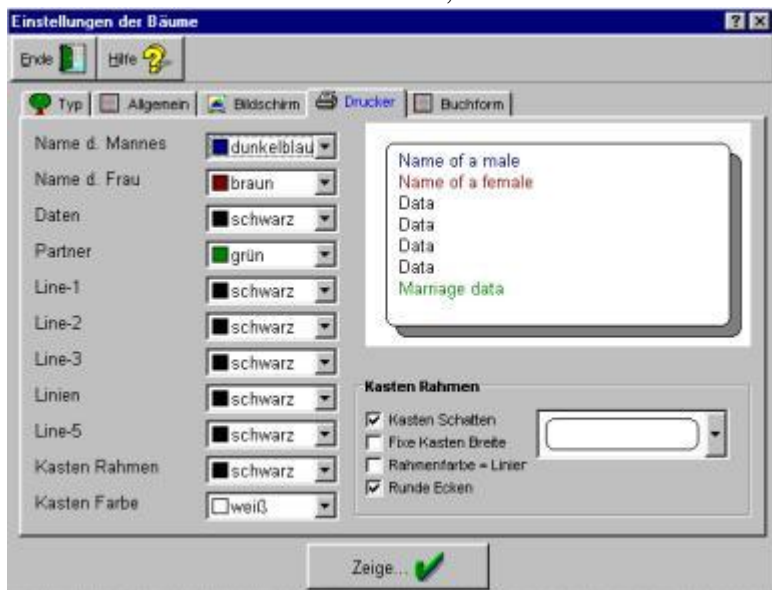 Einstellungen der Bäume
Ende Hilfe
Typ Allgemein Bildschirm Drucker Buchform
Name d. Mannes dunkelblau
Name d. Frau braun
Daten schwarz
Partner grün
Line-1 schwarz
Line-2 schwarz
Line-3 schwarz
Linien schwarz
Line-5 schwarz
Kasten Rahmen schwarz
Kasten Farbe weiß
Name of a male
Name of a female
Data
Data
Data
Data
Marriage data
Kasten Rahmen
Kasten Schatten
Fixe Kasten Breite
Rahmenfarbe = Linier
Runde Ecken
Zeige...